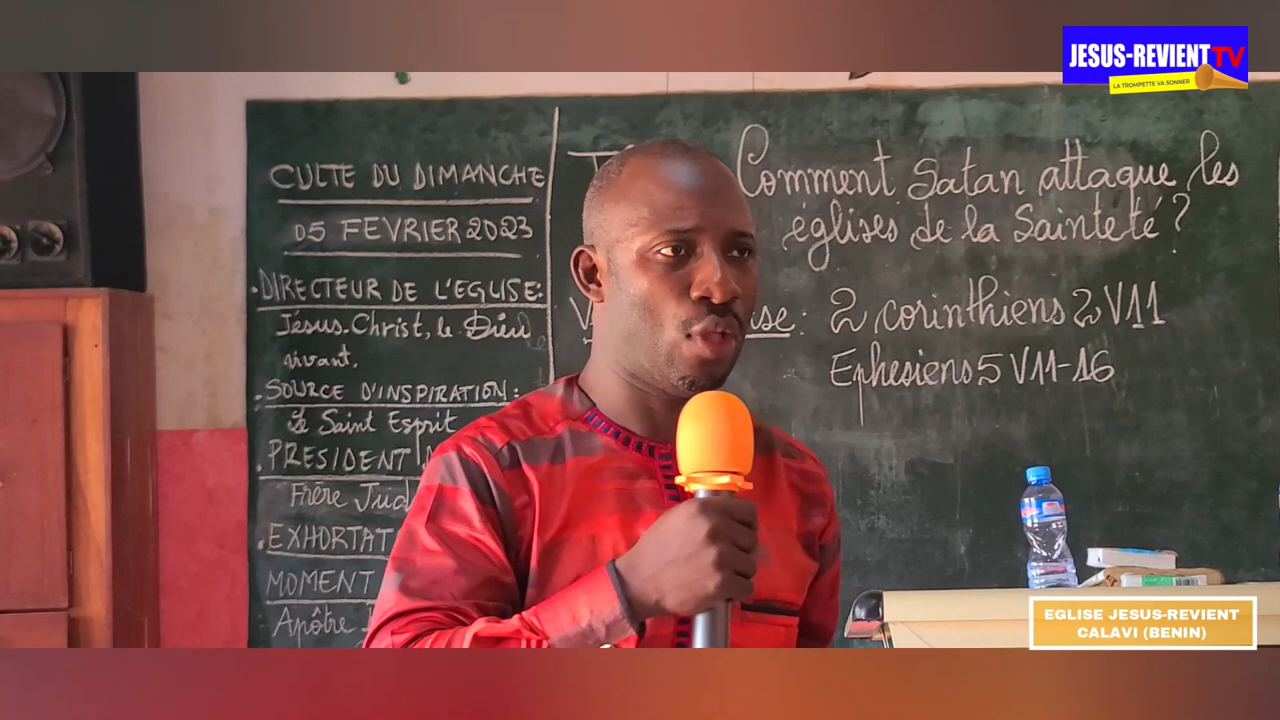 JESUS-REVIENT TV
LA TROMPETTE VA SONNER
CULTE DU DIMANCHE
05 FEVRIER 2023
.DIRECTEUR DE L'EGLISE:
Jésus-Christ, le Dieu
vivant.
.SOURCE D'INSPIRATION:
Le Saint Esprit
.PRESIDENT
Frère
.EXHORTAT
MOMENT
Apôtre
Comment Satan attaque les
églises de la Sainteté?
2 corinthiens 2 V11
Ephesiens 5 V11-16
EGLISE JESUS-REVIENT
CALAVI (BENIN)